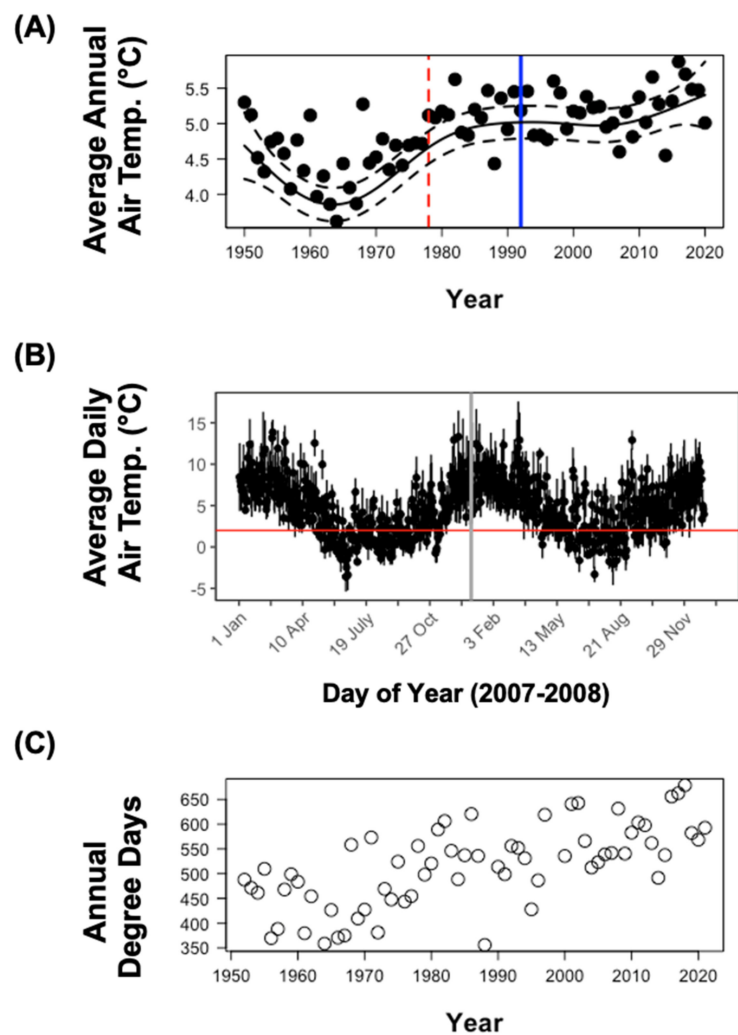 (A)
Average Annual
Air Temp. (°C)
5.5
5.0
4.5
4.0
1950 1960 1970 1980 1990 2000 2010 2020
Year
(B)
Average Daily
Air Temp. (°C)
15
10
5
0
-5
1 Jan 10 Apr 19 July 27 Oct 3 Feb 13 May 21 Aug 29 Nov
Day of Year (2007-2008)
(C)
Annual
Degree Days
650
600
550
500
450
400
350
1950 1960 1970 1980 1990 2000 2010 2020
Year